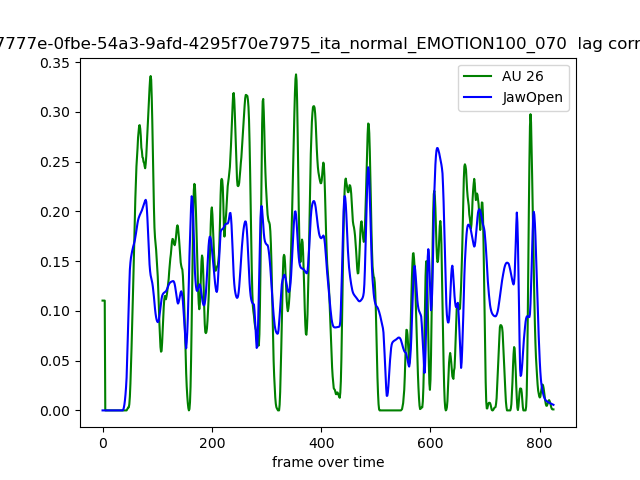 7777e-0fbe-54a3-9afd-4295f70e7975_ita_normal_EMOTION100_070 lag corr
AU 26
JawOpen
0.35
0.30
0.25
0.20
0.15
0.10
0.05
0.00
0 200 400 600 800
frame over time